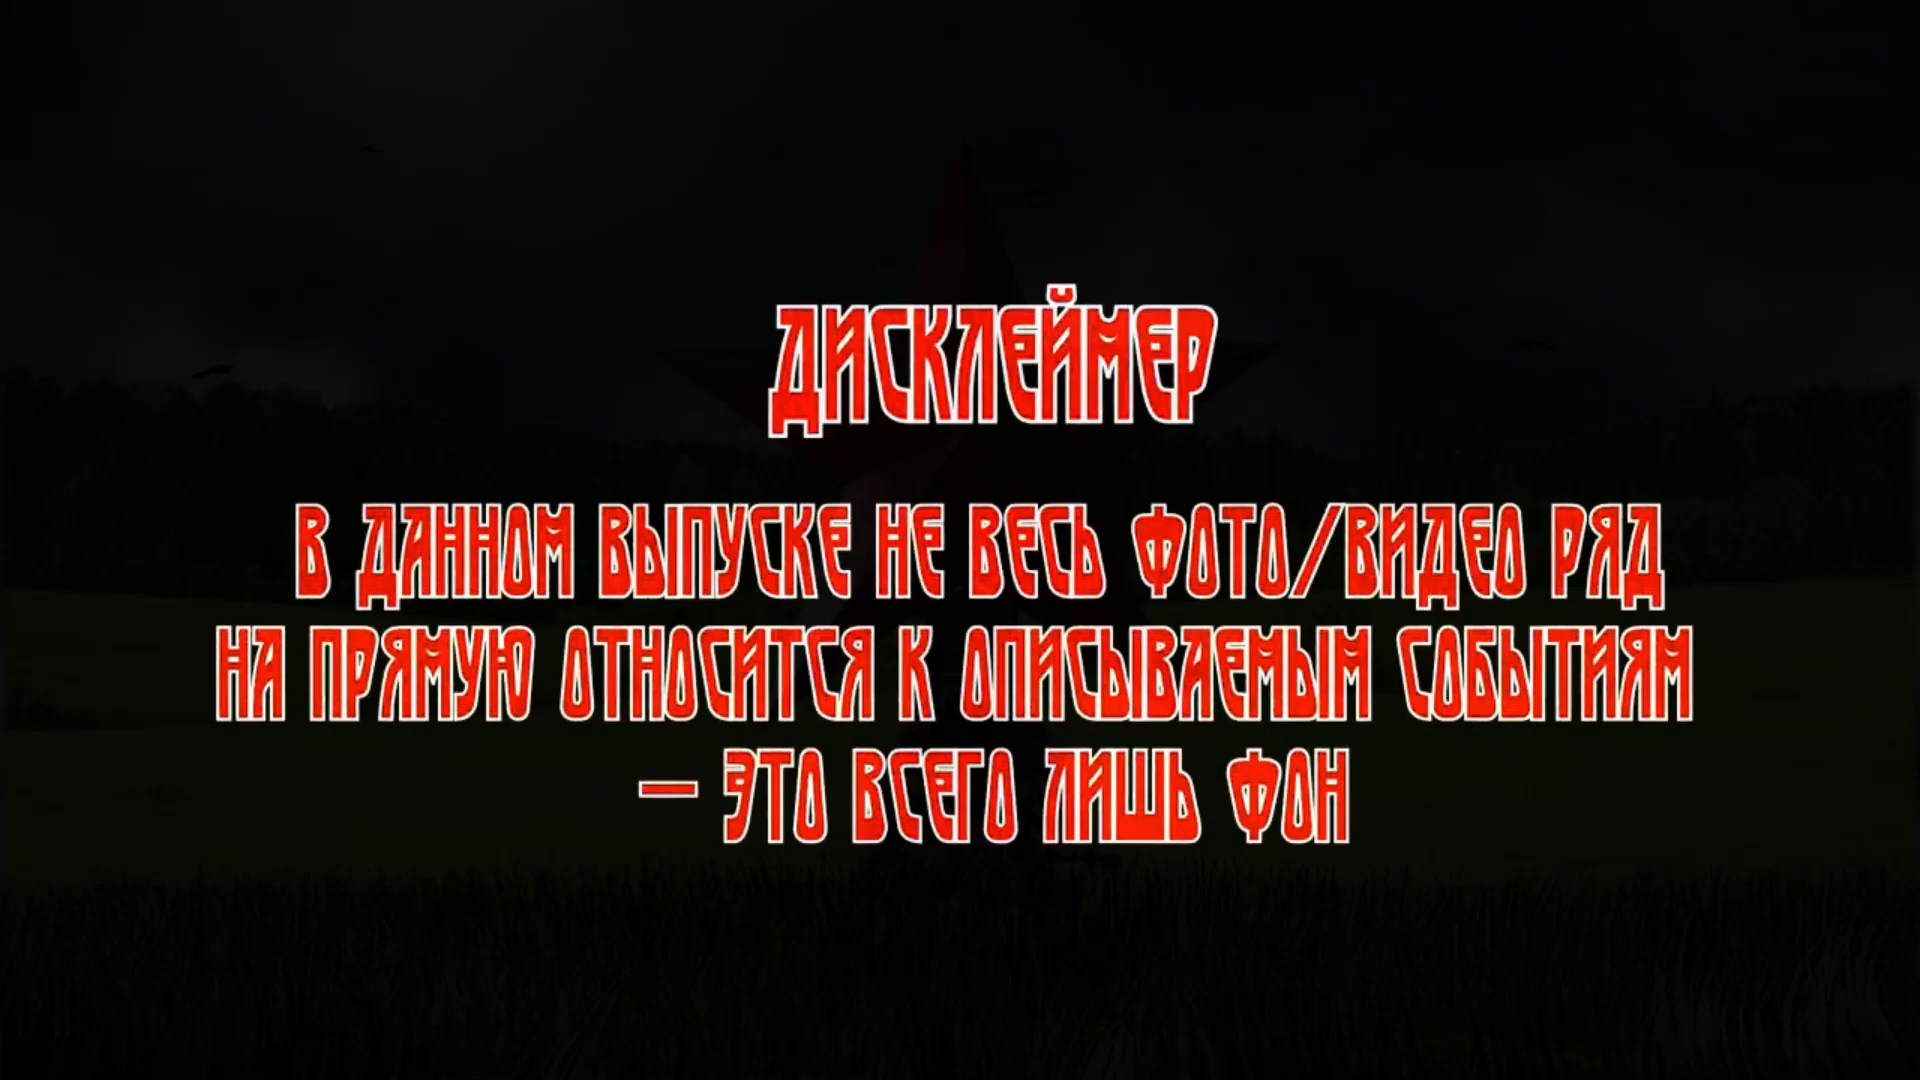 ДИСКЛЕЙМЕР
В ДАННОМ ВЫПУСКЕ НЕ ВЕСЬ ФОТО/ВИДЕО РЯД
НА ПРЯМУЮ ОТНОСИТСЯ К ОПИСЫВАЕМЫМ СОБЫТИЯМ
— ЭТО ВСЕГО ЛИШЬ ФОН